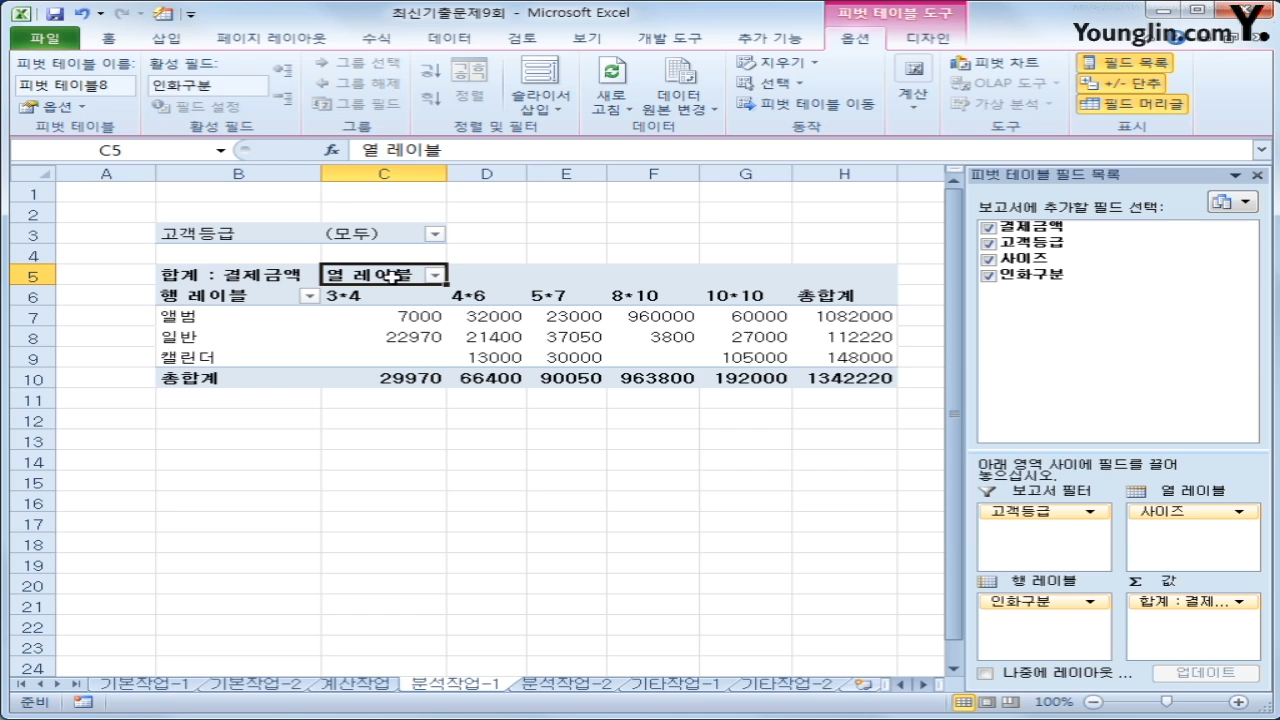 최신기출문제9회 - Microsoft Excel
피벗 테이블 도구
Younglin.com Y.
파일 홈 삽입 페이지 레이아웃 수식 데이터 검토 보기 개발 도구 추가 기능 옵션 디자인
피벗 테이블 이름:
피벗 테이블8
옵션
피벗 테이블
활성 필드:
인화구분
필드 설정
활성 필드
그룹 선택
그룹 해제
그룹 필드
그룹
정렬
슬라이서
삽입
정렬 및 필터
새로
고침
데이터
원본 변경
데이터
지우기
선택
피벗 테이블 이동
동작
계산
피벗 차트
OLAP 도구
가상 분석
도구
필드 목록
+/- 단추
필드 머리글
표시
C5 fx 열 레이블
A B C D E F G H
1
2
3 고객등급 (모두)
4
5 합계 : 결제금액 열 레이블
6 행 레이블 3*4 4*6 5*7 8*10 10*10 총합계
7 앨범 7000 32000 23000 960000 60000 1082000
8 일반 22970 21400 37050 3800 27000 112220
9 캘린더 13000 30000 105000 148000
10 총합계 29970 66400 90050 963800 192000 1342220
11
12
13
14
15
16
17
18
19
20
21
22
23
24
피벗 테이블 필드 목록
보고서에 추가할 필드 선택:
결제금액
고객등급
사이즈
인화구분
아래 영역 사이에 필드를 끌어
놓으십시오.
보고서 필터 열 레이블
고객등급 사이즈
행 레이블 Σ 값
인화구분 합계 : 결제...
나중에 레이아웃 ... 업데이트
기본작업-1 기본작업-2 계산작업 분석작업-1 분석작업-2 기타작업-1 기타작업-2
준비 100%